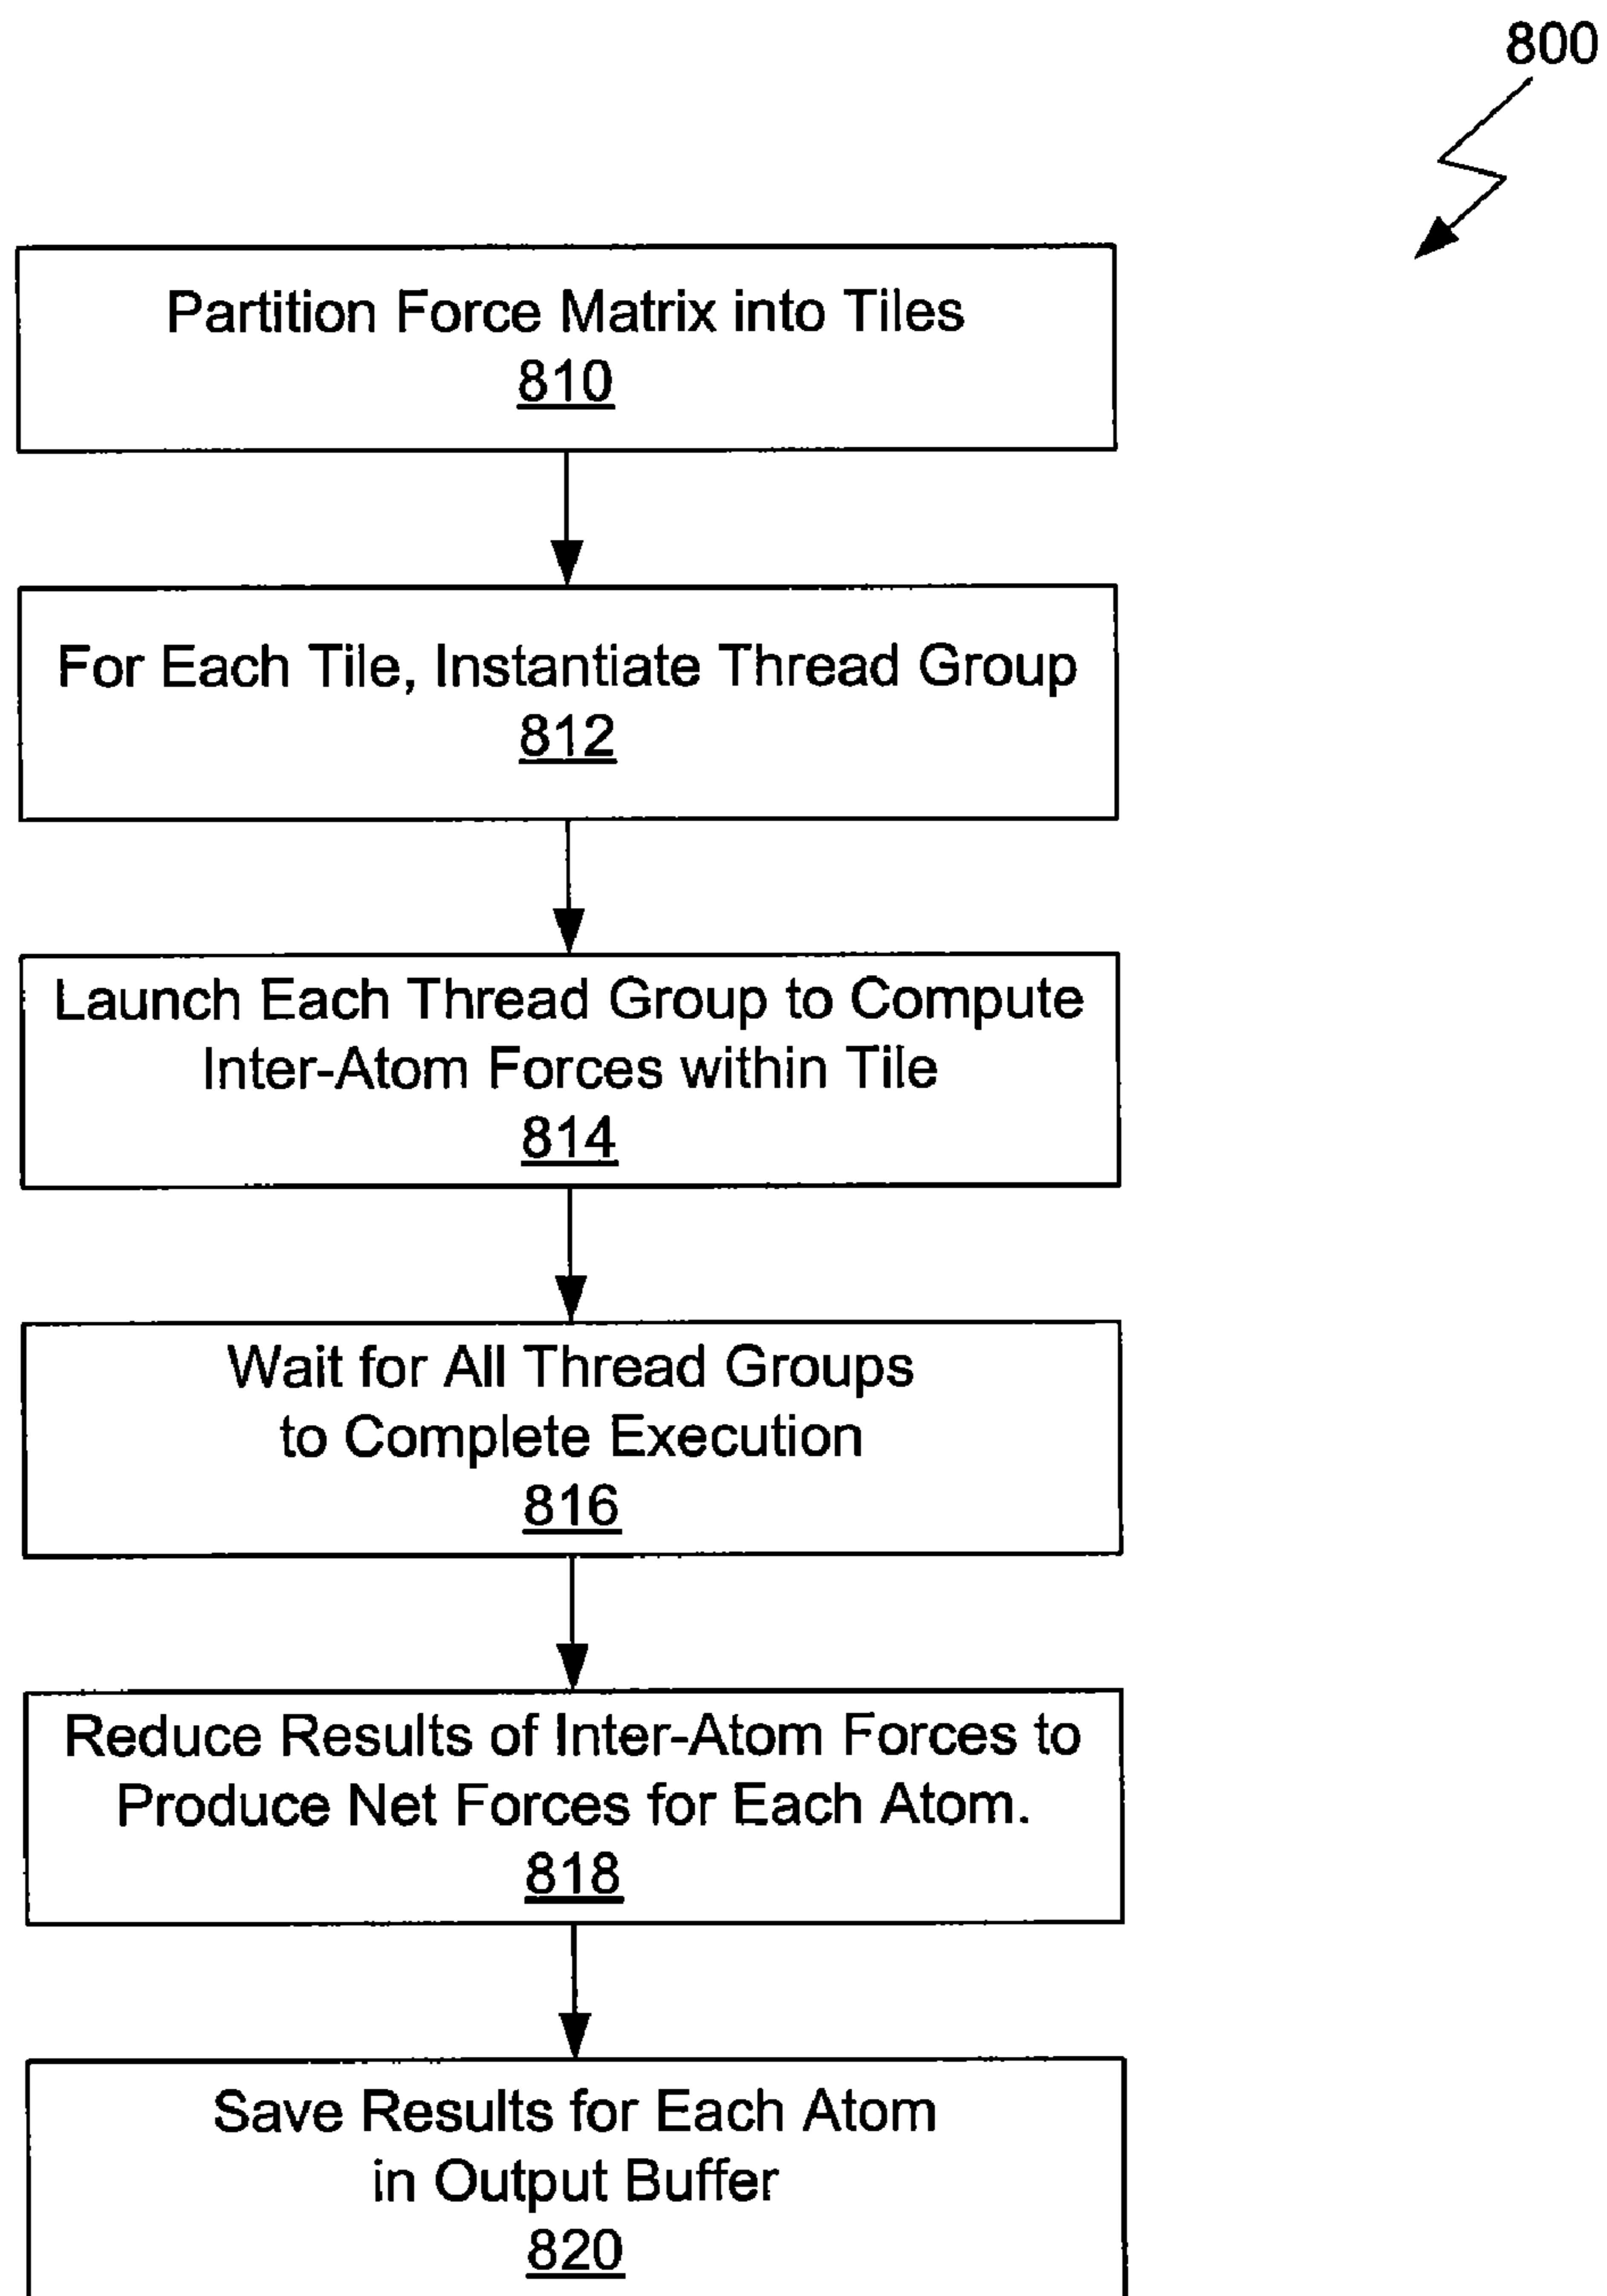 800
Partition Force Matrix into Tiles
810
For Each Tile, Instantiate Thread Group
812
Launch Each Thread Group to Compute
Inter-Atom Forces within Tile
814
Wait for All Thread Groups
to Complete Execution
816
Reduce Results of Inter-Atom Forces to
Produce Net Forces for Each Atom.
818
Save Results for Each Atom
in Output Buffer
820